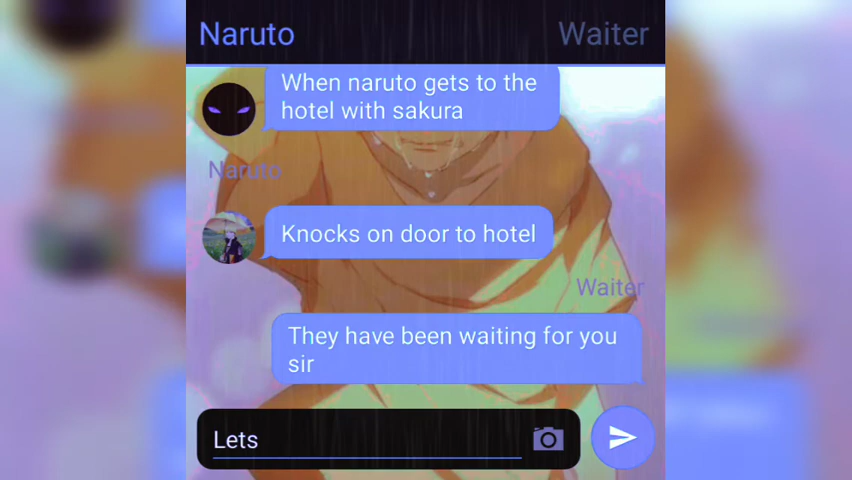 Naruto Waiter
When naruto gets to the
hotel with sakura
Naruto
Knocks on door to hotel
Waiter
They have been waiting for you
sir
Lets